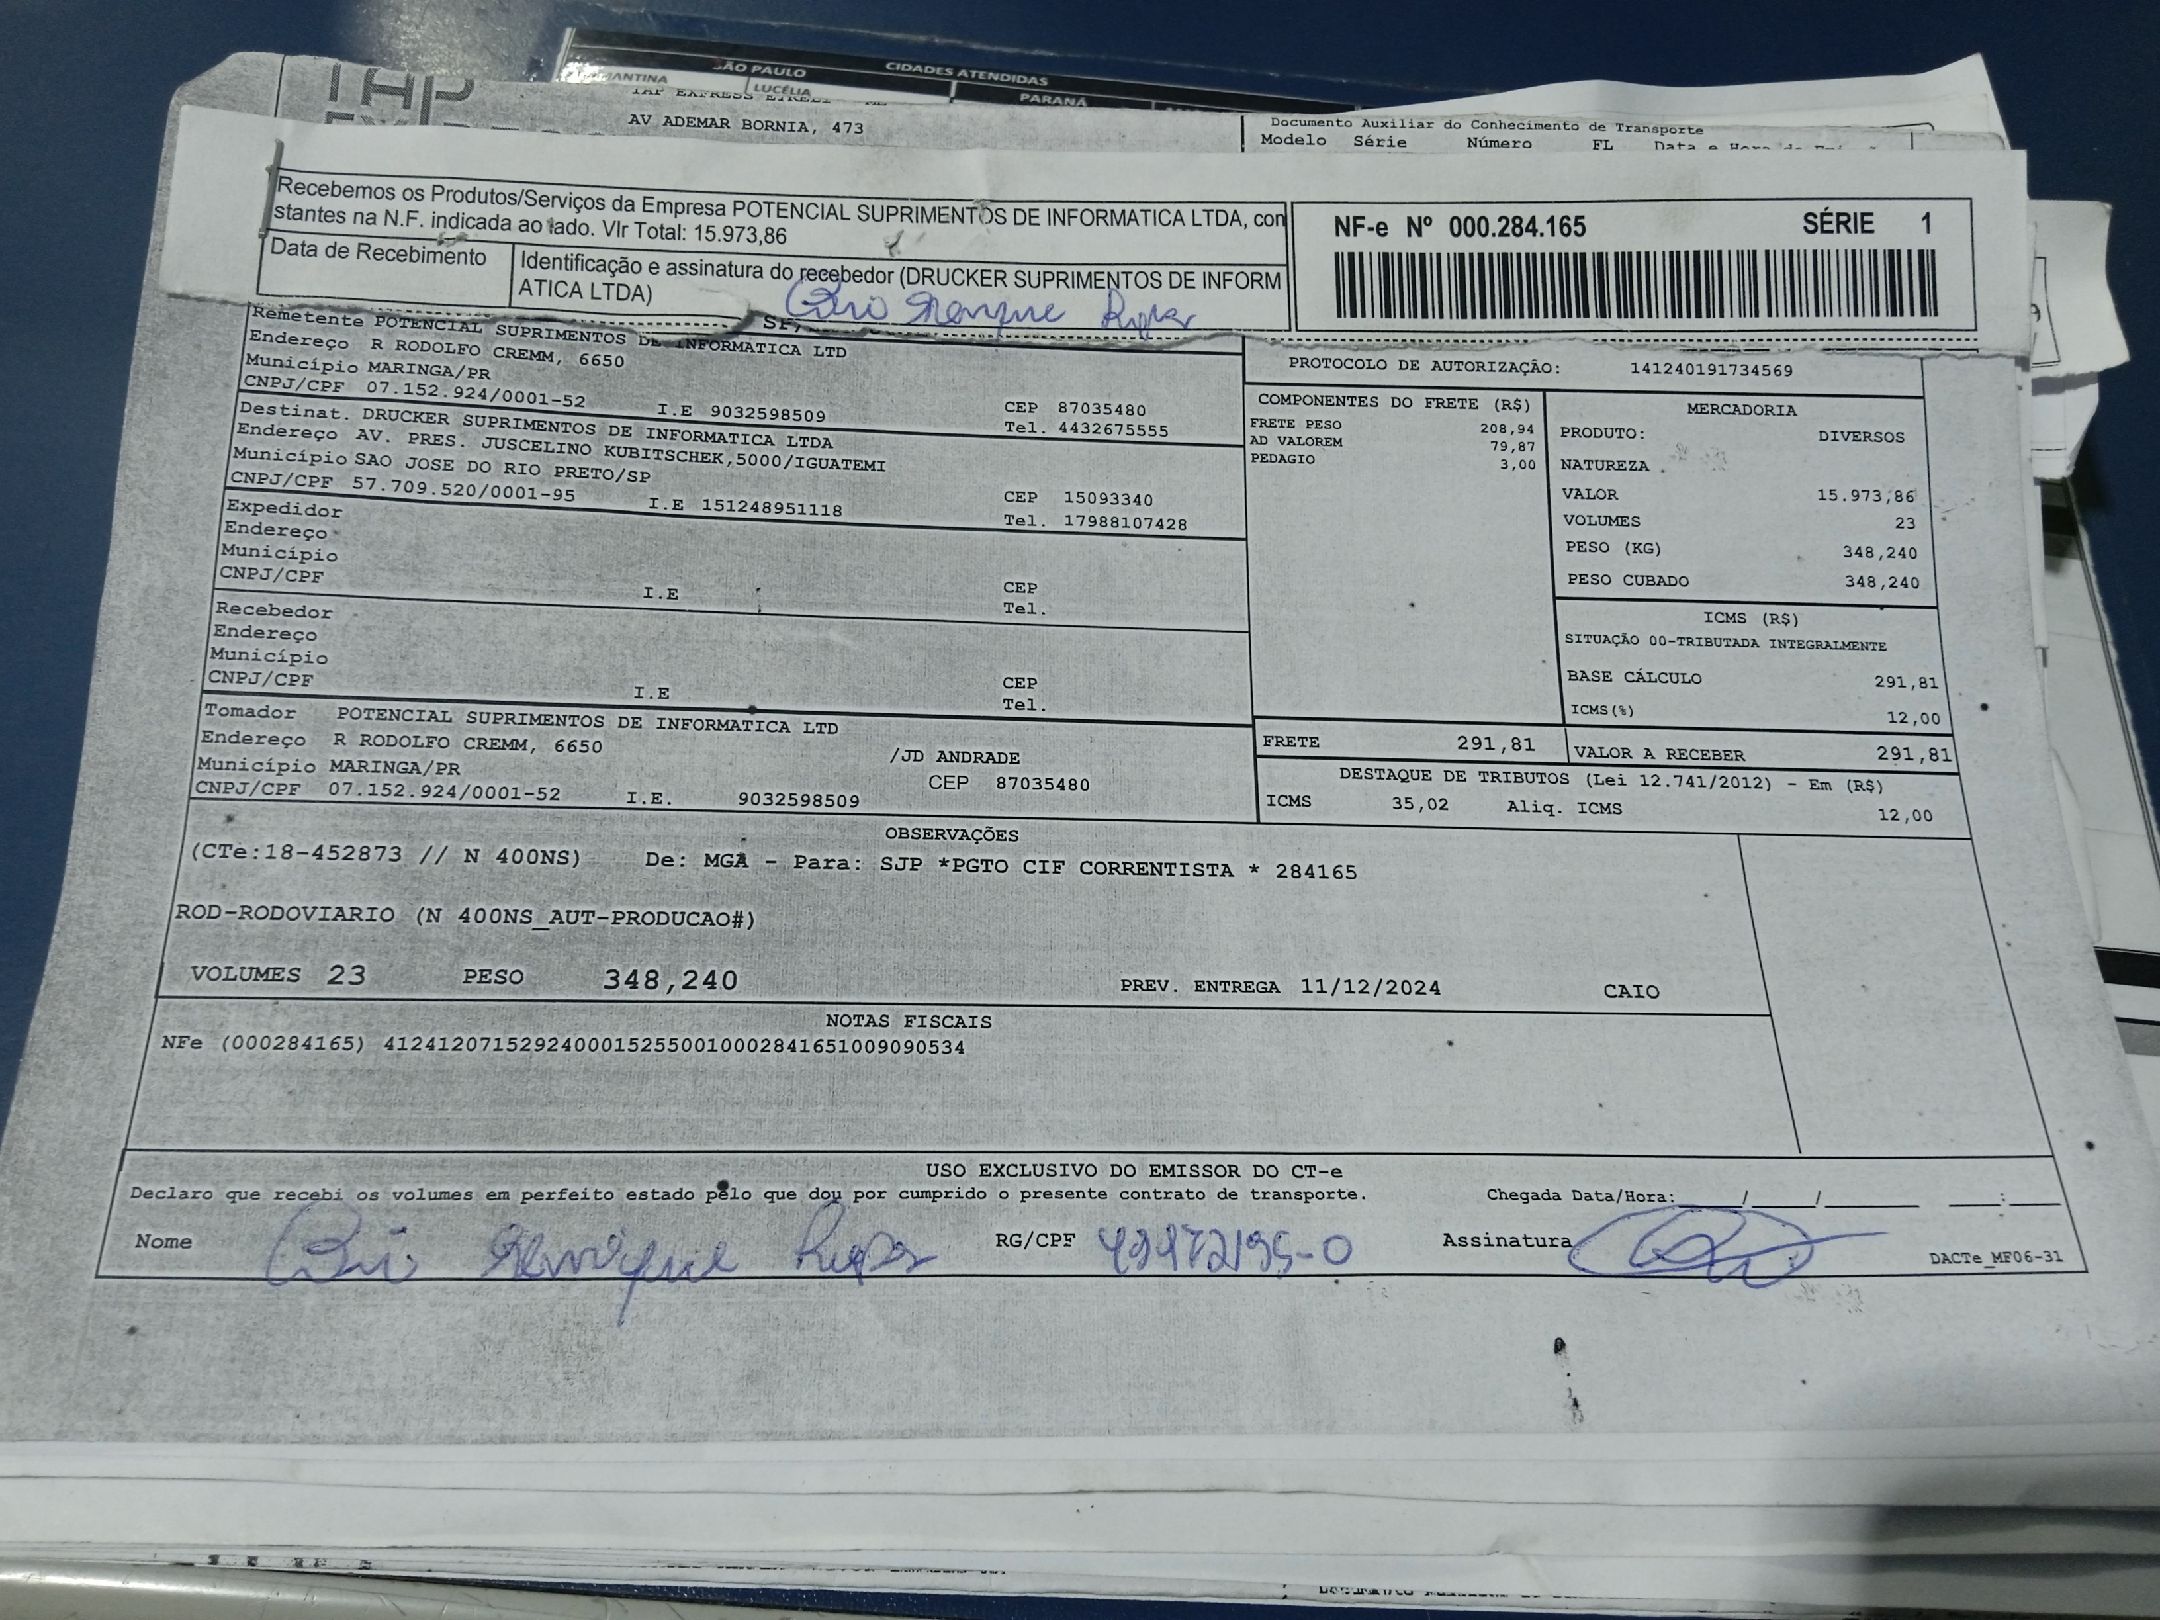 SÃO PAULO
CIDADES ATENDIDAS
LUCÉLIA
PARANÁ
TAP
AV ADEMAR BORNIA, 473
Documento Auxiliar do Conhecimento de Transporte
Modelo Série Número FL Data e Hora
Recebemos os Produtos/Serviços da Empresa POTENCIAL SUPRIMENTOS DE INFORMATICA LTDA, con
stantes na N.F. indicada ao lado. Vlr Total: 15.973,86
Data de Recebimento
Identificação e assinatura do recebedor (DRUCKER SUPRIMENTOS DE INFORM
ATICA LTDA)
Henrique
NF-e Nº 000.284.165 SÉRIE 1
Remetente POTENCIAL SUPRIMENTOS DE INFORMATICA LTD
Endereço R RODOLFO CREMM, 6650
Município MARINGA/PR
CNPJ/CPF 07.152.924/0001-52 I.E 9032598509 CEP 87035480
Tel. 4432675555
Destinat. DRUCKER SUPRIMENTOS DE INFORMATICA LTDA
Endereço AV. PRES. JUSCELINO KUBITSCHEK,5000/IGUATEMI
Município SAO JOSE DO RIO PRETO/SP
CNPJ/CPF 57.709.520/0001-95 I.E 151248951118 CEP 15093340
Tel. 17988107428
Expedidor
Endereço
Município
CNPJ/CPF I.E CEP
Tel.
Recebedor
Endereço
Município
CNPJ/CPF I.E CEP
Tel.
Tomador POTENCIAL SUPRIMENTOS DE INFORMATICA LTD
Endereço R RODOLFO CREMM, 6650 /JD ANDRADE
Município MARINGA/PR CEP 87035480
CNPJ/CPF 07.152.924/0001-52 I.E. 9032598509
PROTOCOLO DE AUTORIZAÇÃO: 141240191734569
COMPONENTES DO FRETE (R$)
FRETE PESO 208,94
AD VALOREM 79,87
PEDAGIO 3,00
MERCADORIA
PRODUTO: DIVERSOS
NATUREZA
VALOR 15.973,86
VOLUMES 23
PESO (KG) 348,240
PESO CUBADO 348,240
ICMS (R$)
SITUAÇÃO 00-TRIBUTADA INTEGRALMENTE
BASE CÁLCULO 291,81
ICMS(%) 12,00
FRETE 291,81 VALOR A RECEBER 291,81
DESTAQUE DE TRIBUTOS (Lei 12.741/2012) - Em (R$)
ICMS 35,02 Aliq. ICMS 12,00
OBSERVAÇÕES
(CTe:18-452873 // N 400NS) De: MGA - Para: SJP *PGTO CIF CORRENTISTA * 284165
ROD-RODOVIARIO (N 400NS_AUT-PRODUCAO#)
VOLUMES 23 PESO 348,240 PREV. ENTREGA 11/12/2024 CAIO
NOTAS FISCAIS
NFe (000284165) 41241207152924000152550010002841651009090534
USO EXCLUSIVO DO EMISSOR DO CT-e
Declaro que recebi os volumes em perfeito estado pelo que dou por cumprido o presente contrato de transporte. Chegada Data/Hora: / / :
Nome Henrique RG/CPF Assinatura
DACTe_MF06-31